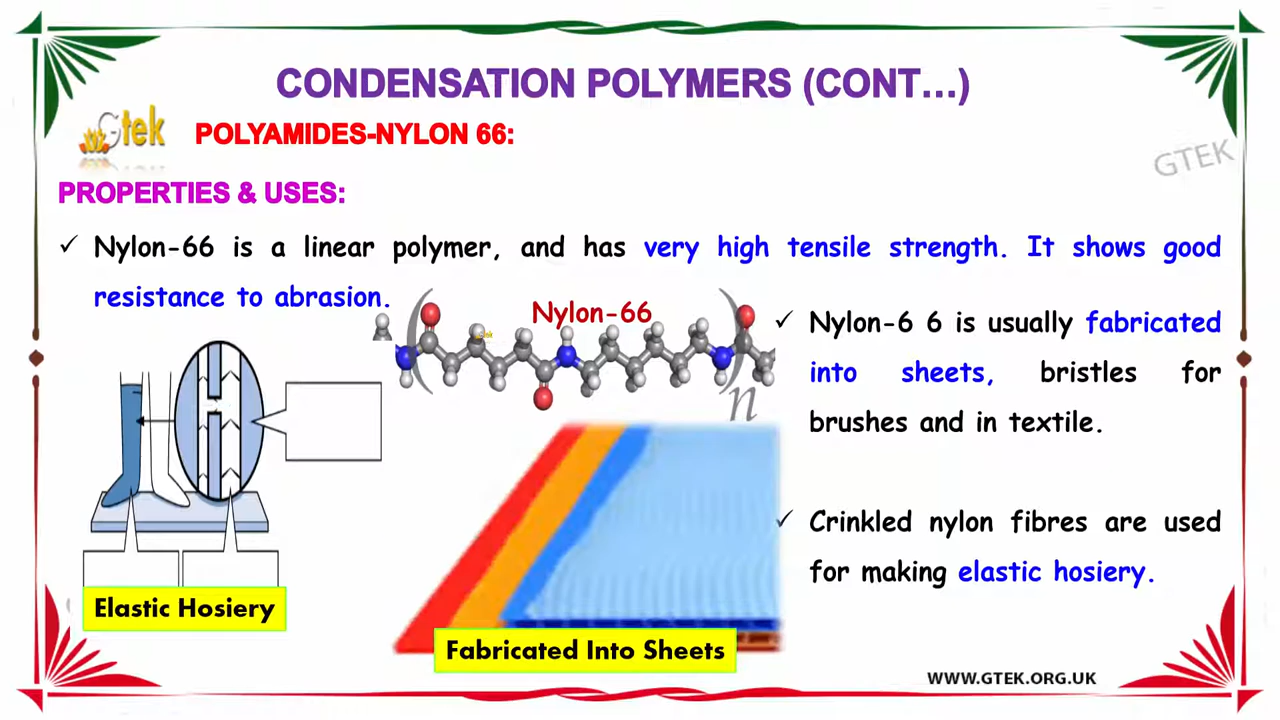 CONDENSATION POLYMERS (CONT…)
Gtek
POLYAMIDES-NYLON 66:
GTEK
PROPERTIES & USES:
✓ Nylon-66 is a linear polymer, and has very high tensile strength. It shows good
resistance to abrasion.
Nylon-66
n
✓ Nylon-6 6 is usually fabricated
into sheets, bristles for
brushes and in textile.
✓ Crinkled nylon fibres are used
for making elastic hosiery.
Elastic Hosiery
Fabricated Into Sheets
WWW.GTEK.ORG.UK